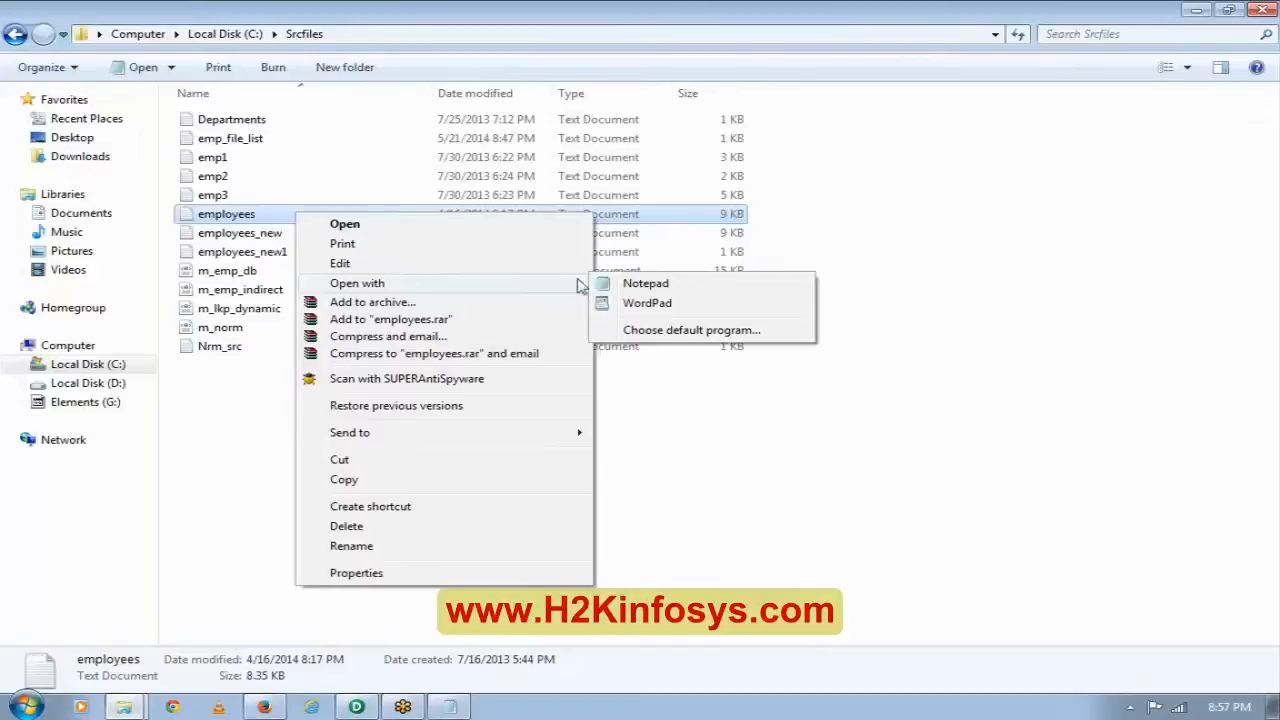 Computer ▸ Local Disk (C:) ▸ Srcfiles
Search Srcfiles
Organize Open Print Burn New folder
Name Date modified Type Size
Favorites
Recent Places
Desktop
Downloads
Libraries
Documents
Music
Pictures
Videos
Homegroup
Computer
Local Disk (C:)
Local Disk (D:)
Elements (G:)
Network
Departments 7/25/2013 7:12 PM Text Document 1 KB
emp_file_list 5/21/2014 8:47 PM Text Document 1 KB
emp1 7/30/2013 6:22 PM Text Document 3 KB
emp2 7/30/2013 6:24 PM Text Document 2 KB
emp3 7/30/2013 6:23 PM Text Document 5 KB
employees 9 KB
employees_new 9 KB
employees_new1 1 KB
m_emp_db 15 KB
m_emp_indirect
m_lkp_dynamic
m_norm
Nrm_src 1 KB
Open
Print
Edit
Open with
Add to archive...
Add to "employees.rar"
Compress and email...
Compress to "employees.rar" and email
Scan with SUPERAntiSpyware
Restore previous versions
Send to
Cut
Copy
Create shortcut
Delete
Rename
Properties
Notepad
WordPad
Choose default program...
www.H2Kinfosys.com
employees Date modified: 4/16/2014 8:17 PM Date created: 7/16/2013 5:44 PM
Text Document Size: 8.35 KB
8:57 PM